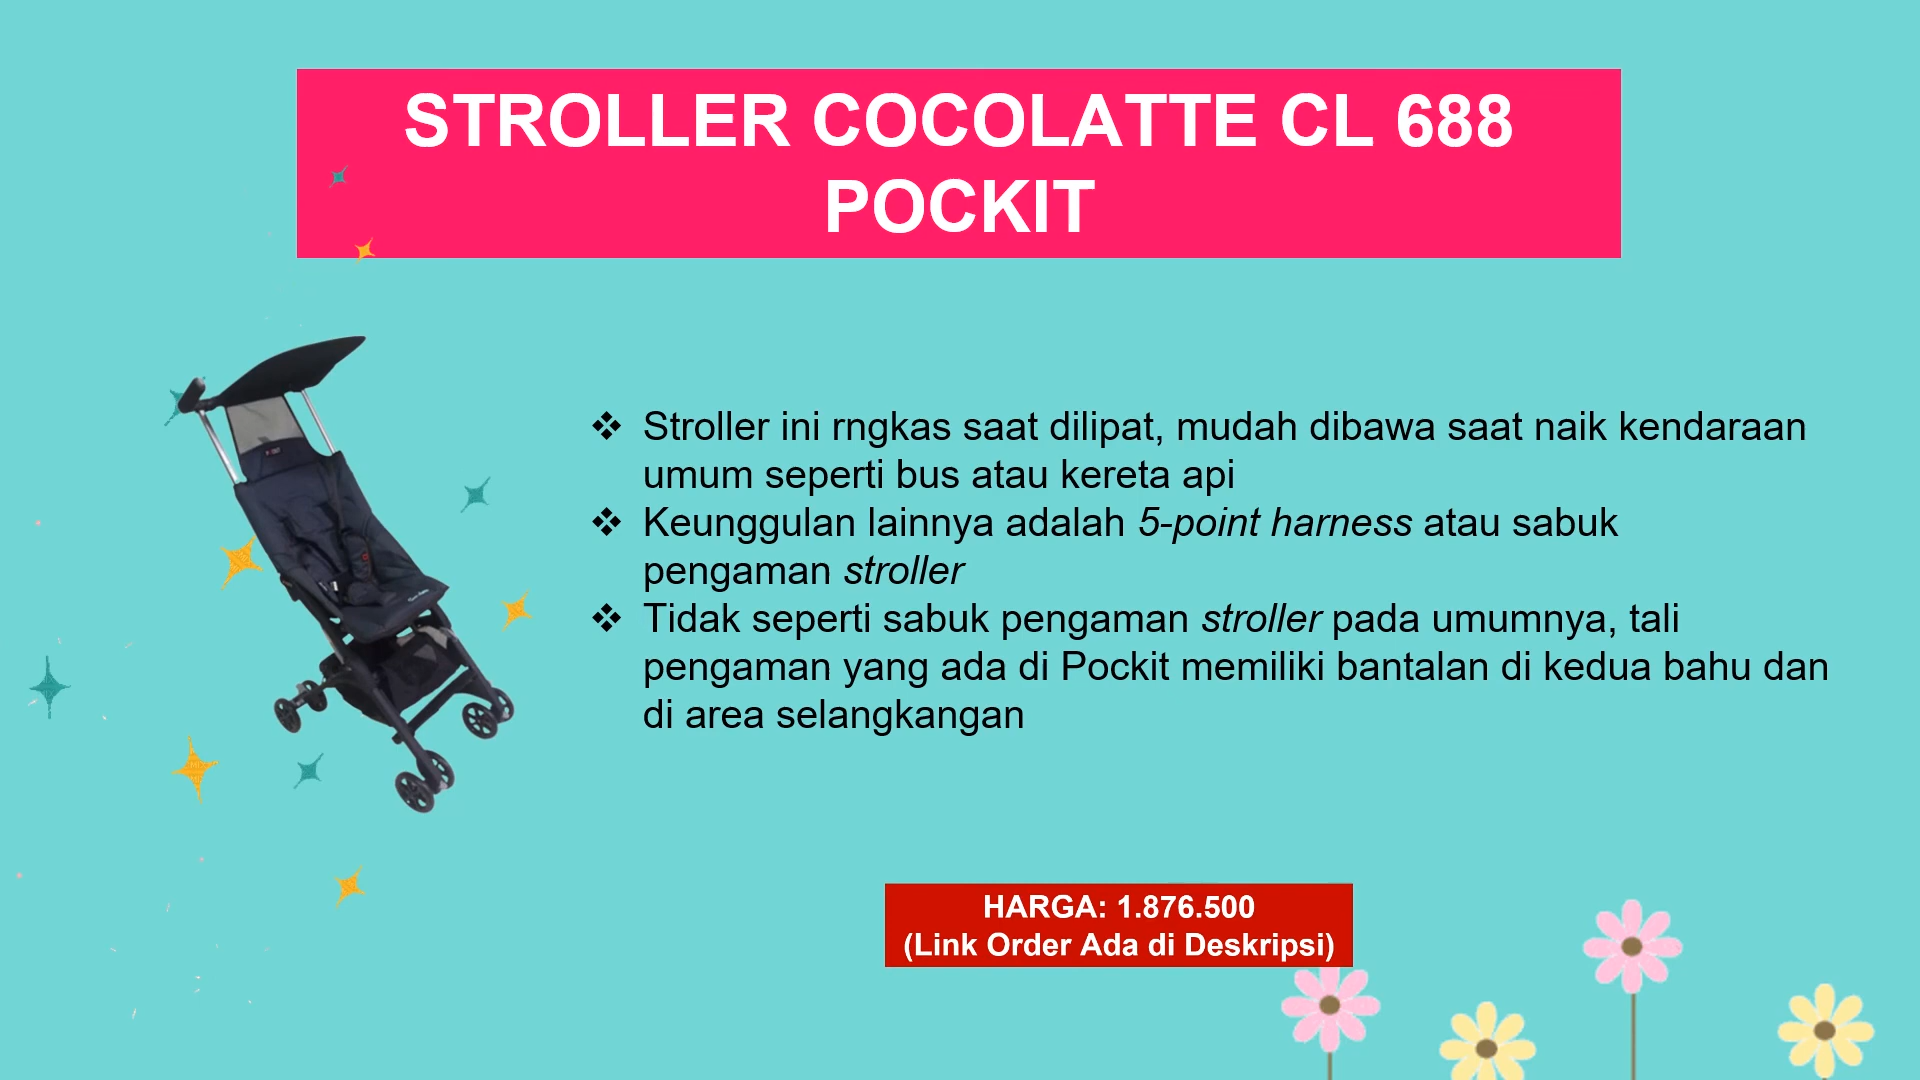 STROLLER COCOLATTE CL 688
POCKIT
❖ Stroller ini rngkas saat dilipat, mudah dibawa saat naik kendaraan
umum seperti bus atau kereta api
❖ Keunggulan lainnya adalah 5-point harness atau sabuk
pengaman stroller
❖ Tidak seperti sabuk pengaman stroller pada umumnya, tali
pengaman yang ada di Pockit memiliki bantalan di kedua bahu dan
di area selangkangan
HARGA: 1.876.500
(Link Order Ada di Deskripsi)